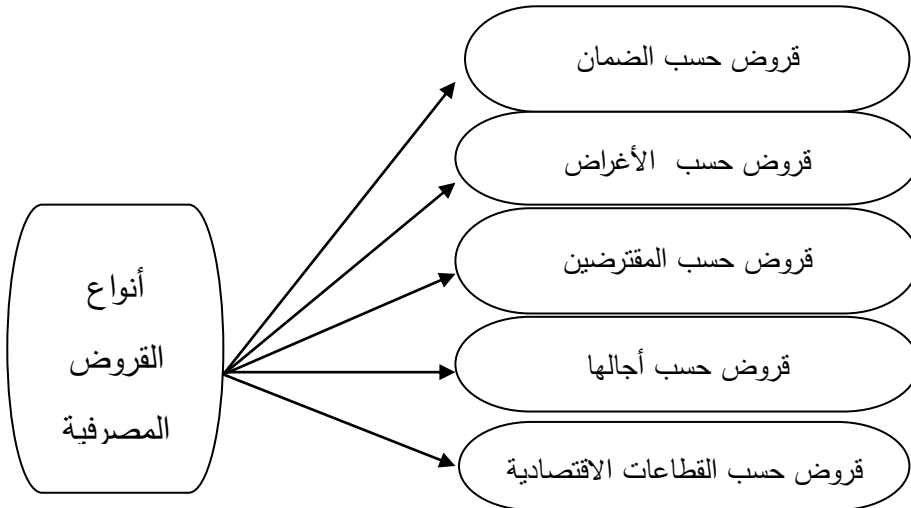 أنواع
القروض
المصرفية
قروض حسب الضمان
قروض حسب الأغراض
قروض حسب المقترضين
قروض حسب أجالها
قروض حسب القطاعات الاقتصادية